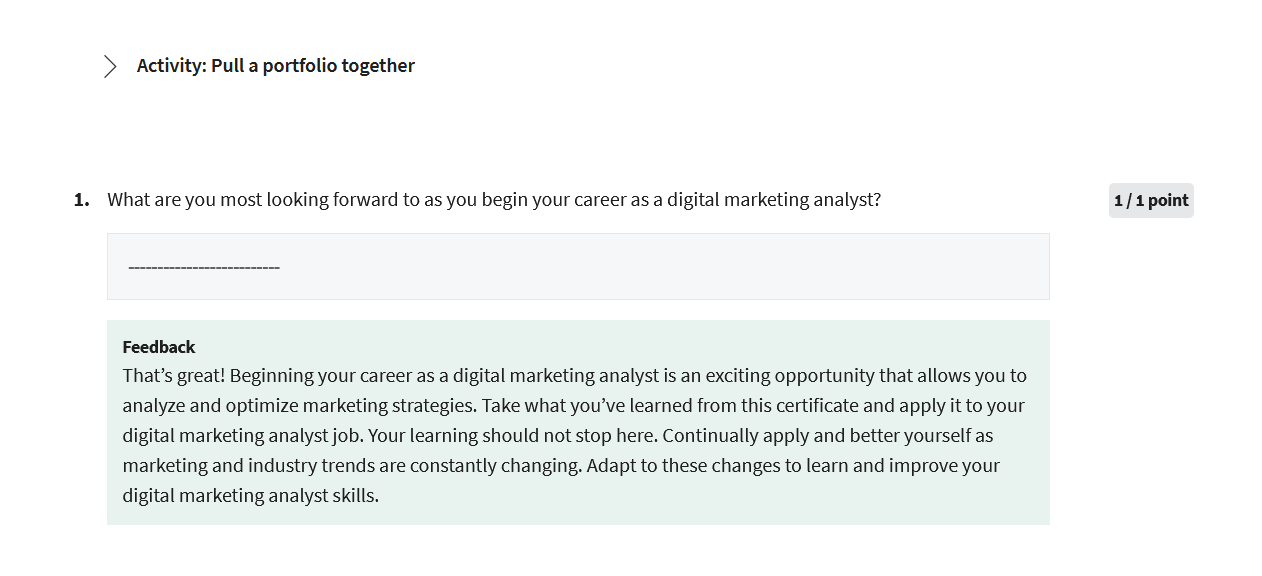 Activity: Pull a portfolio together
1. What are you most looking forward to as you begin your career as a digital marketing analyst?
1 / 1 point
--------------------------
Feedback
That’s great! Beginning your career as a digital marketing analyst is an exciting opportunity that allows you to
analyze and optimize marketing strategies. Take what you’ve learned from this certificate and apply it to your
digital marketing analyst job. Your learning should not stop here. Continually apply and better yourself as
marketing and industry trends are constantly changing. Adapt to these changes to learn and improve your
digital marketing analyst skills.